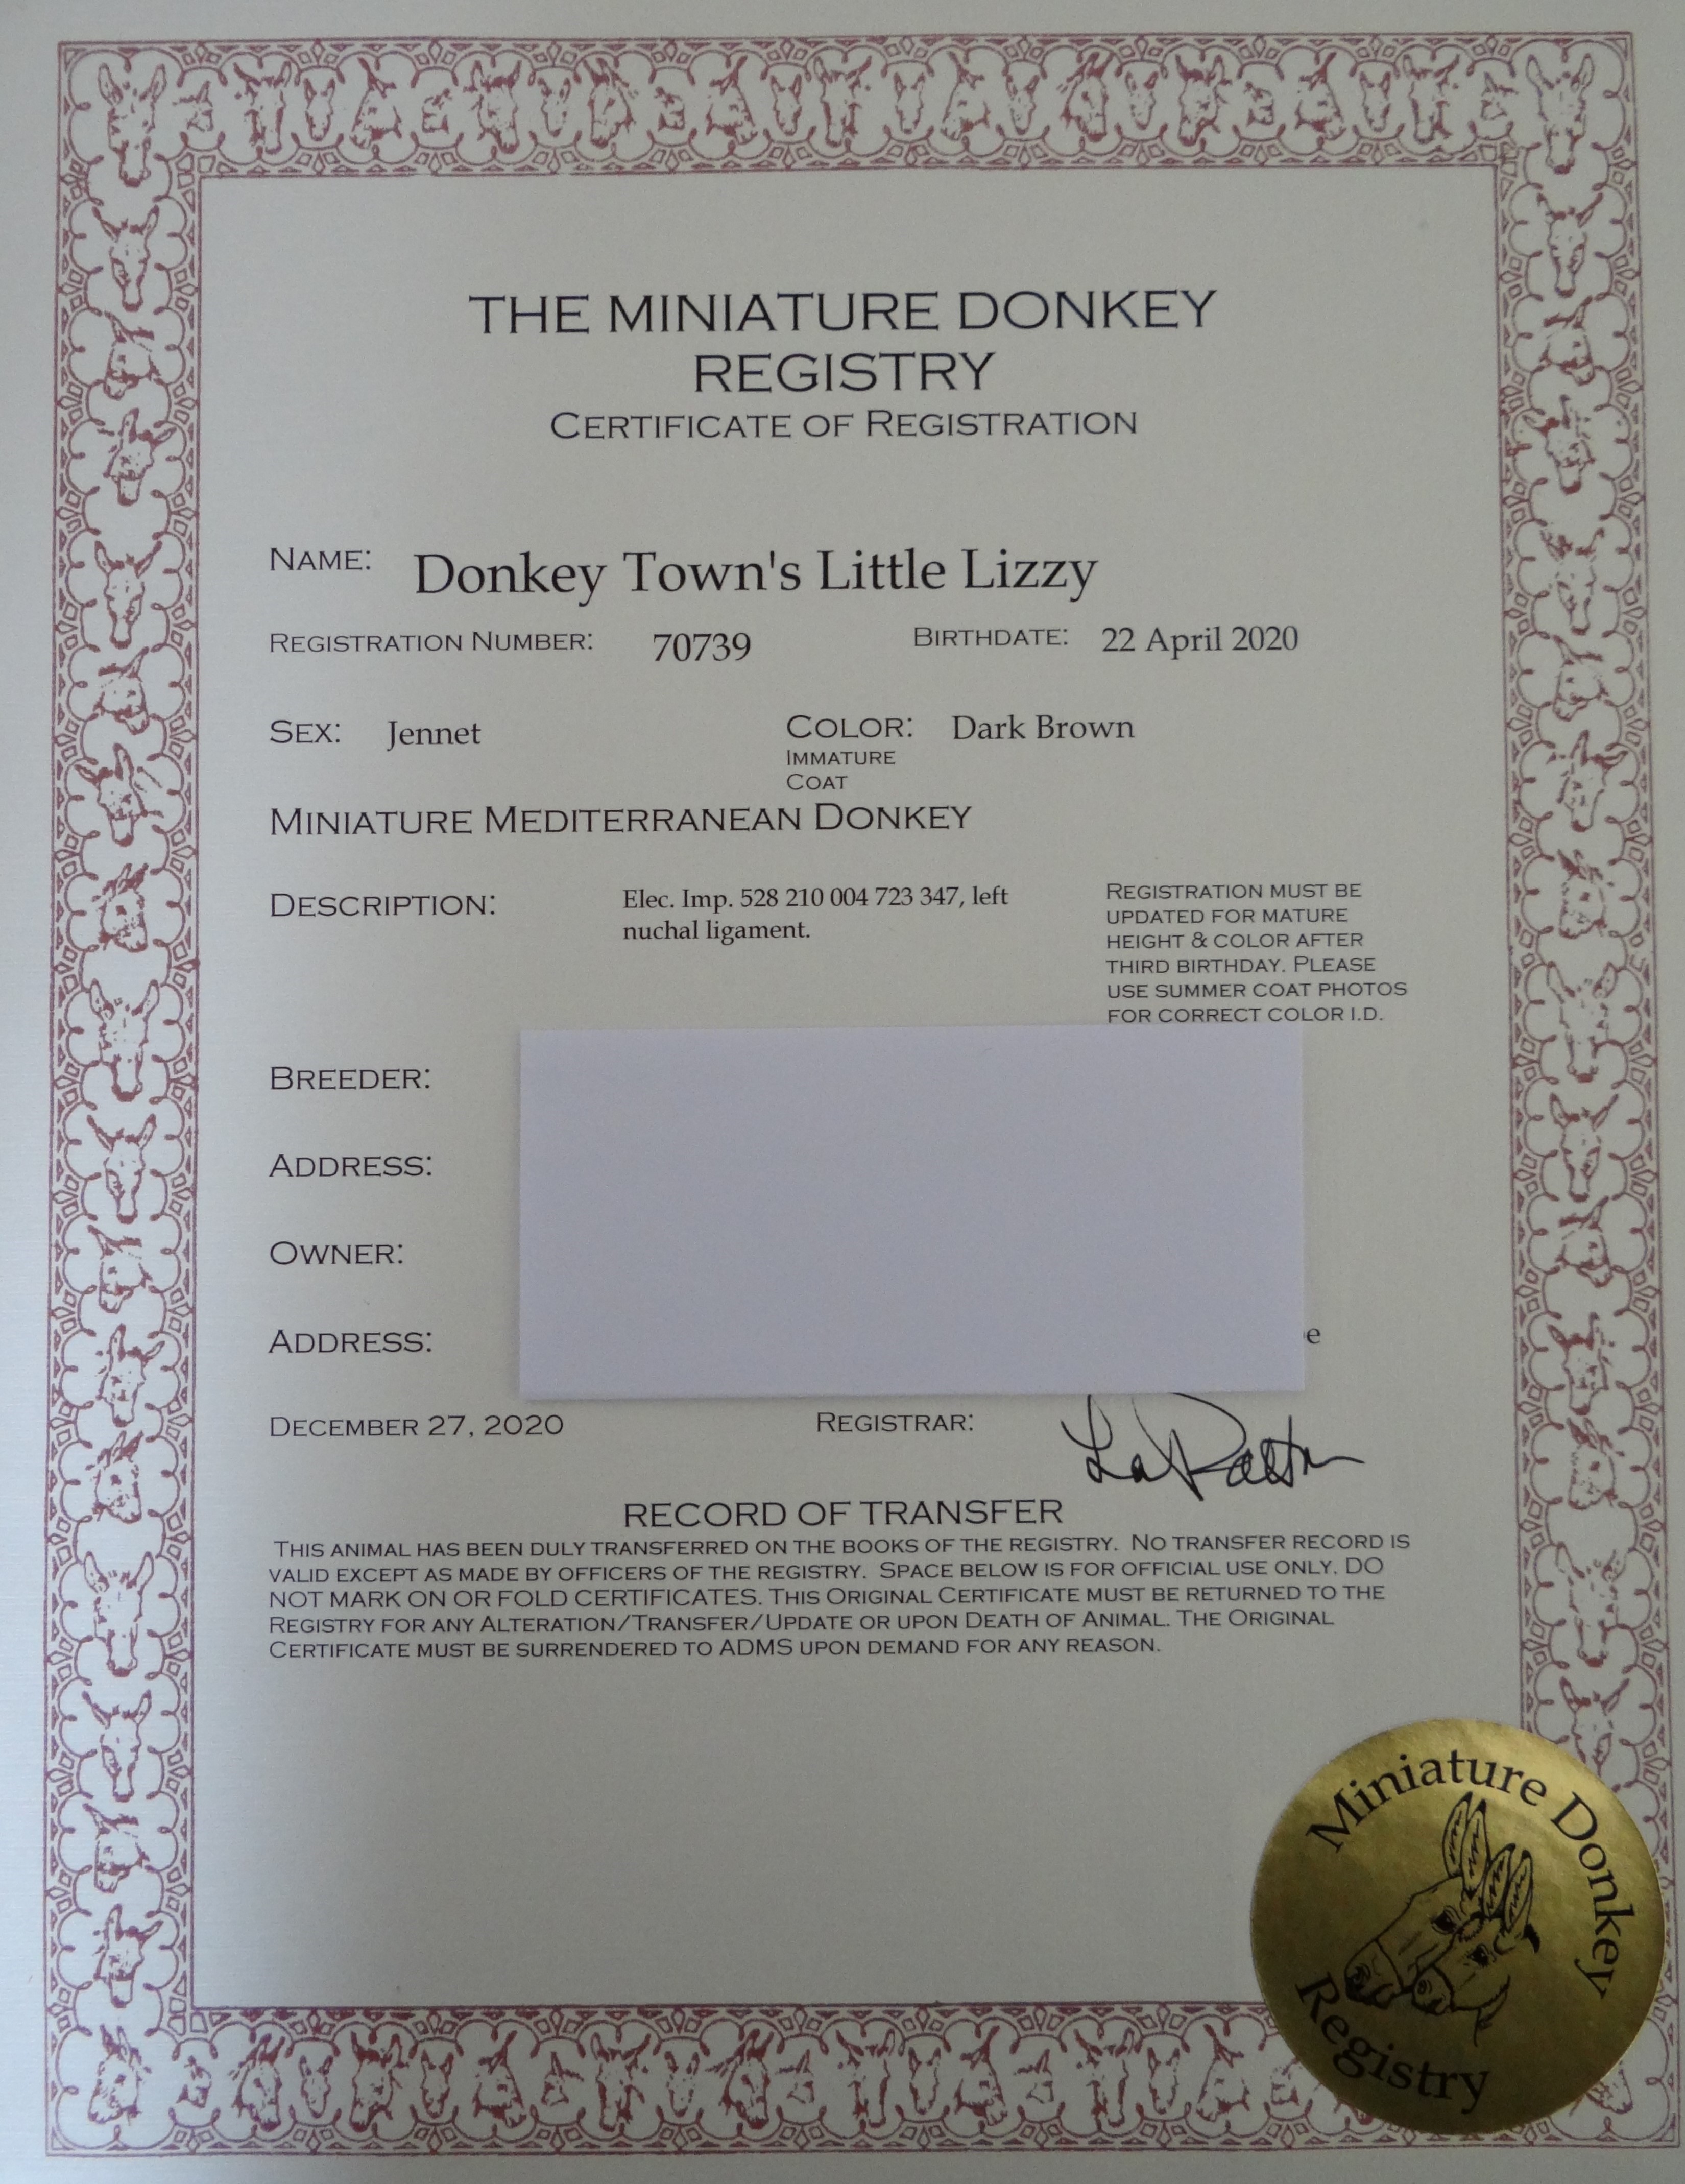 THE MINIATURE DONKEY
REGISTRY
CERTIFICATE OF REGISTRATION
NAME: Donkey Town's Little Lizzy
REGISTRATION NUMBER: 70739 BIRTHDATE: 22 April 2020
SEX: Jennet COLOR: Dark Brown
IMMATURE
COAT
MINIATURE MEDITERRANEAN DONKEY
DESCRIPTION: Elec. Imp. 528 210 004 723 347, left
nuchal ligament.
REGISTRATION MUST BE
UPDATED FOR MATURE
HEIGHT & COLOR AFTER
THIRD BIRTHDAY. PLEASE
USE SUMMER COAT PHOTOS
FOR CORRECT COLOR I.D.
BREEDER:
ADDRESS:
OWNER:
ADDRESS:
DECEMBER 27, 2020 REGISTRAR:
RECORD OF TRANSFER
THIS ANIMAL HAS BEEN DULY TRANSFERRED ON THE BOOKS OF THE REGISTRY. NO TRANSFER RECORD IS
VALID EXCEPT AS MADE BY OFFICERS OF THE REGISTRY. SPACE BELOW IS FOR OFFICIAL USE ONLY. DO
NOT MARK ON OR FOLD CERTIFICATES. THIS ORIGINAL CERTIFICATE MUST BE RETURNED TO THE
REGISTRY FOR ANY ALTERATION/TRANSFER/UPDATE OR UPON DEATH OF ANIMAL. THE ORIGINAL
CERTIFICATE MUST BE SURRENDERED TO ADMS UPON DEMAND FOR ANY REASON.
Miniature Donkey
Registry